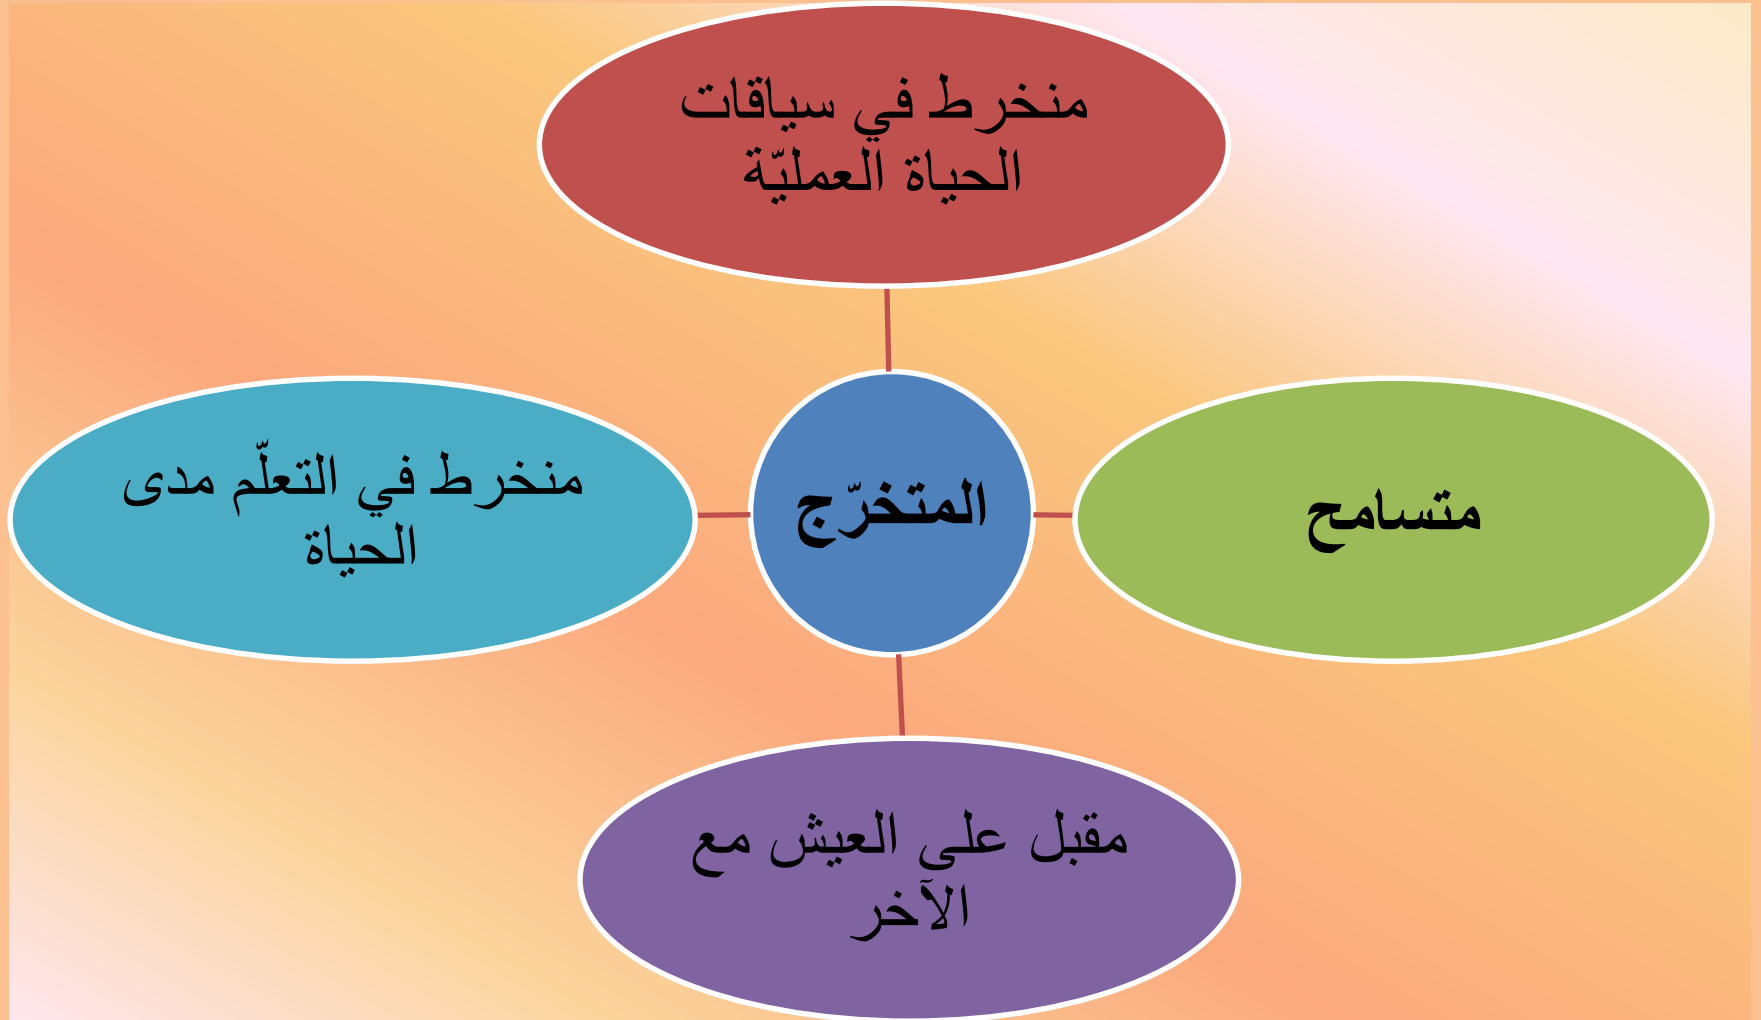 منخرط في سياقات
الحياة العمليّة
متسامح
المتخرّج
منخرط في التعلّم مدى
الحياة
مقبل على العيش مع
الآخر